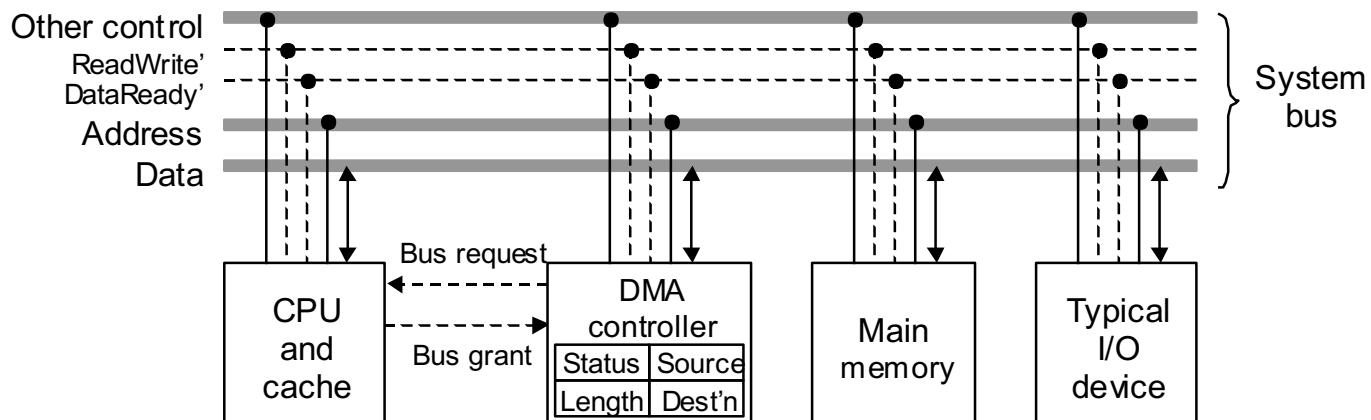 Other control
ReadWrite’
DataReady’
Address
Data
System
bus
Bus request
Bus grant
CPU
and
cache
DMA
controller
Status Source
Length Dest’n
Main
memory
Typical
I/O
device